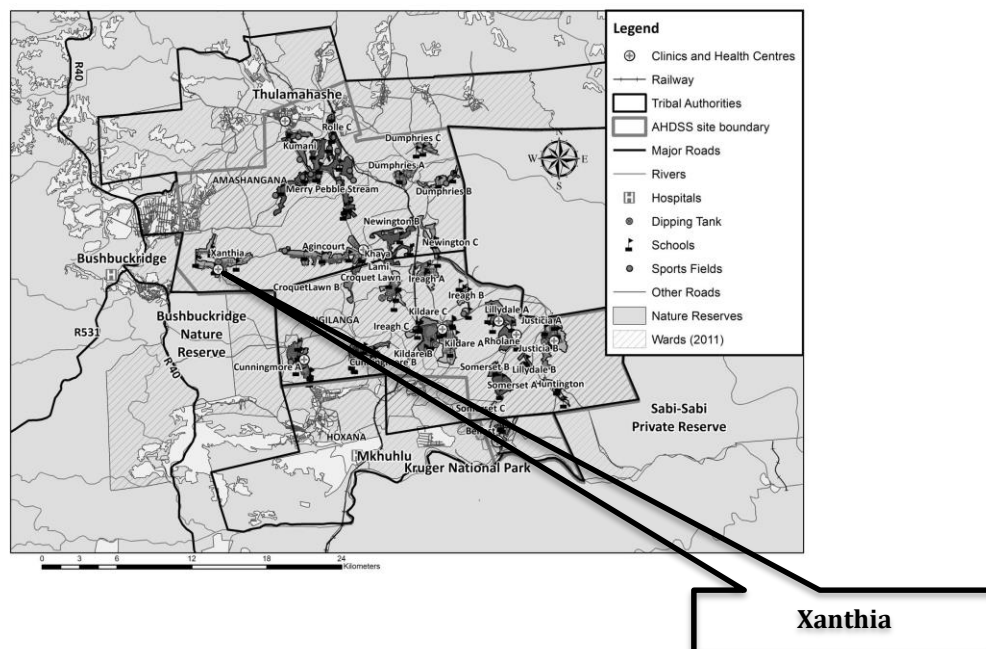 Legend
Clinics and Health Centres
Railway
Tribal Authorities
AHDSS site boundary
Major Roads
Rivers
Hospitals
Dipping Tank
Schools
Sports Fields
Other Roads
Nature Reserves
Wards (2011)
R40
Thulamahashe
Rolle C
Kumani
Dumphries C
Dumphries A
AMASHANGANA
Merry Pebble Stream
Dumphries B
N
W
E
S
Newington B
Newington C
Xanthia
Agincourt
Khaya
Lami
Bushbuckridge
Croquet Lawn
Ireagh A
CroquetLawn B
Ireagh B
Bushbuckridge
Nature
Reserve
Kildare C
Lillydale A
Justicia A
Ireagh C
Kildare A
Rholane
Justicia B
R531
Kildare B
Cunningmore B
Lillydale B
Cunningmore A
Somerset B
Somerset A
Huntington
R40
Somerset C
Sabi-Sabi
Private Reserve
HOXANA
Mkhuhlu
Kruger National Park
0 3 6 12 18 24
Kilometers
Xanthia